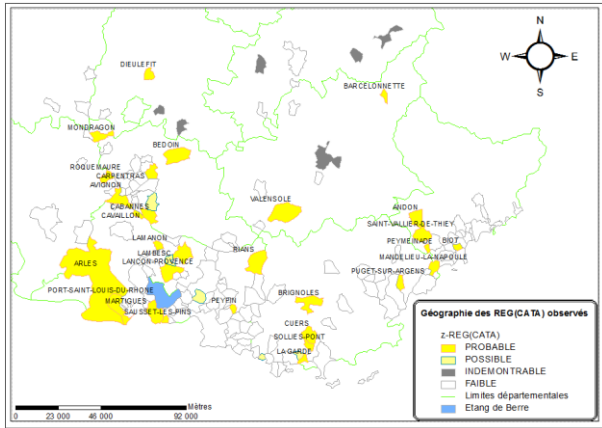 N
W E
S
DIEULEFIT
BARCELONNETTE
MONDRAGON
BEDOIN
ROQUEMAURE
CARPENTRAS
AVIGNON
CABANNES
CAVAILLON
VALENSOLE
ANDON
SAINT-VALLIER-DE-THIEY
PEYMEINADE
BIOT
MANDELIEU-LA-NAPOULE
LAMANON
LAMBESC
RIANS
LANCON-PROVENCE
ARLES
PUGET-SUR-ARGENS
PORT-SAINT-LOUIS-DU-RHONE
MARTIGUES
PEYPIN
BRIGNOLES
SAUSSET-LES-PINS
CUERS
SOLLIES-PONT
LA GARDE
Géographie des REG(CATA) observés
z-REG(CATA)
PROBABLE
POSSIBLE
INDEMONTRABLE
FAIBLE
Limites départementales
Etang de Berre
Mètres
0 23 000 46 000 92 000